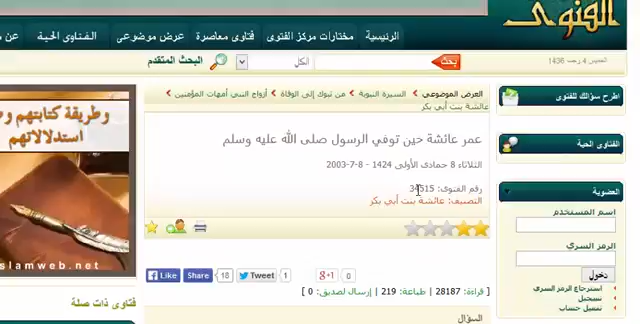 الفتوى
الرئيسية
مختارات مركز الفتوى
فتاوى معاصرة
عرض موضوعي
الفتاوى الحية
عن م
الخميس 4 رجب 1436
بحث
الكل
البحث المتقدم
اطرح سؤالك للفتوى
الفتاوى الحية
العضوية
اسم المستخدم
الرمز السري
دخول
استرجاع الرمز السري
تسجيل
تفعيل حساب
العرض الموضوعي السيرة النبوية من تبوك إلى الوفاة أزواج النبي أمهات المؤمنين
عائشة بنت أبي بكر
عمر عائشة حين توفي الرسول صلى الله عليه وسلم
الثلاثاء 8 جمادى الأولى 1424 - 8-7-2003
رقم الفتوى: 34515
التصنيف: عائشة بنت أبي بكر
Like Share 18 Tweet 1 +1 0
[ قراءة: 28187 | طباعة: 219 | إرسال لصديق: 0 ]
السؤال
وطريقة كتابتهم و
استدلالاتهم
slamweb.net
فتاوى ذات صلة